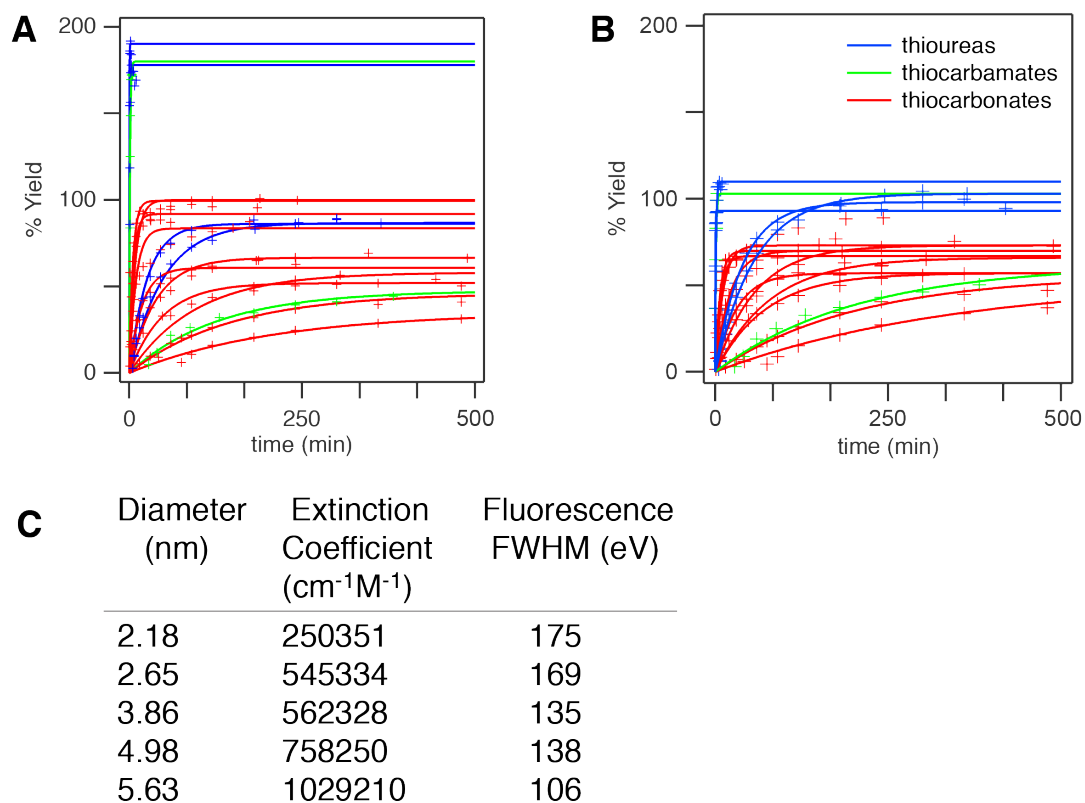 A
200
100
0
% Yield
0 250 500
time (min)
B
200
100
0
% Yield
thioureas
thiocarbamates
thiocarbonates
0 250 500
time (min)
C
Diameter Extinction Fluorescence
(nm) Coefficient FWHM (eV)
(cm-1M-1)
2.18 250351 175
2.65 545334 169
3.86 562328 135
4.98 758250 138
5.63 1029210 106